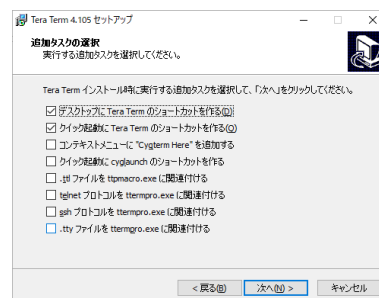 Tera Term 4.105 セットアップ
追加タスクの選択
実行する追加タスクを選択してください。
Tera Term インストール時に実行する追加タスクを選択して、「次へ」をクリックしてください。
デスクトップに Tera Term のショートカットを作る(D)
クイック起動に Tera Term のショートカットを作る(Q)
コンテキストメニューに "Cygterm Here" を追加する
クイック起動に cyglaunch のショートカットを作る
.ttl ファイルを ttpmacro.exe に関連付ける
telnet プロトコルを ttermpro.exe に関連付ける
ssh プロトコルを ttermpro.exe に関連付ける
.tty ファイルを ttermpro.exe に関連付ける
< 戻る(B)
次へ(N) >
キャンセル